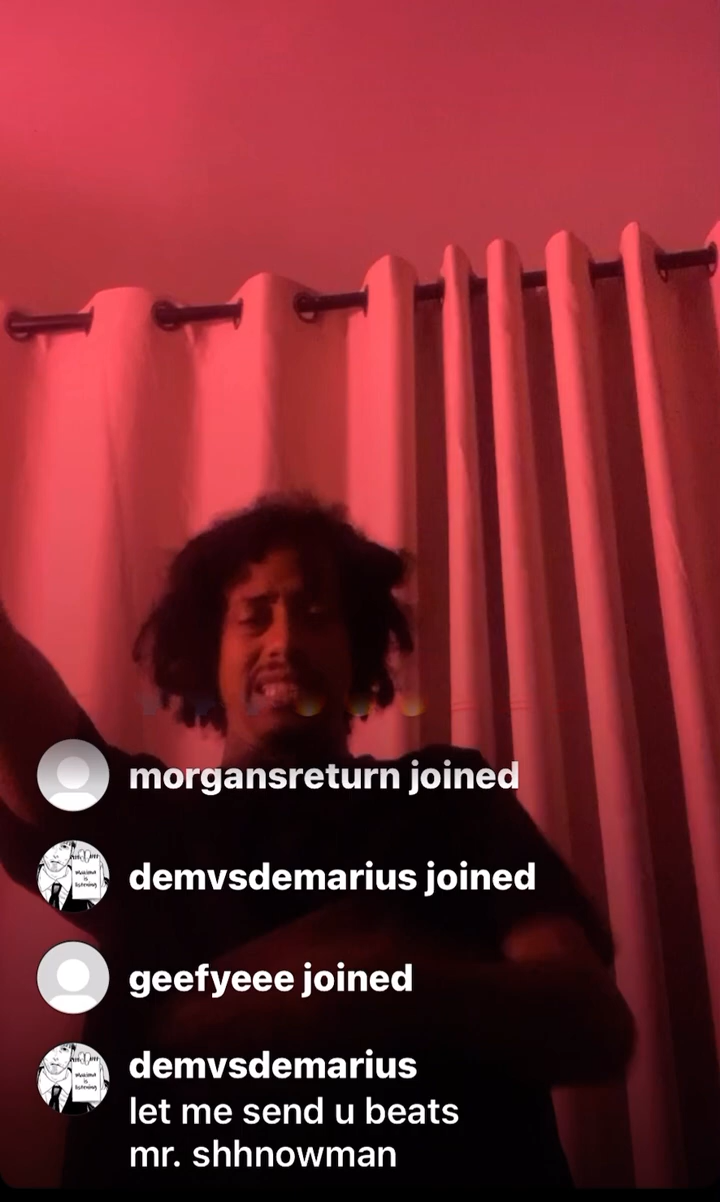 morgansreturn joined
demvsdemarius joined
geefyeee joined
demvsdemarius
let me send u beats
mr. shhnowman